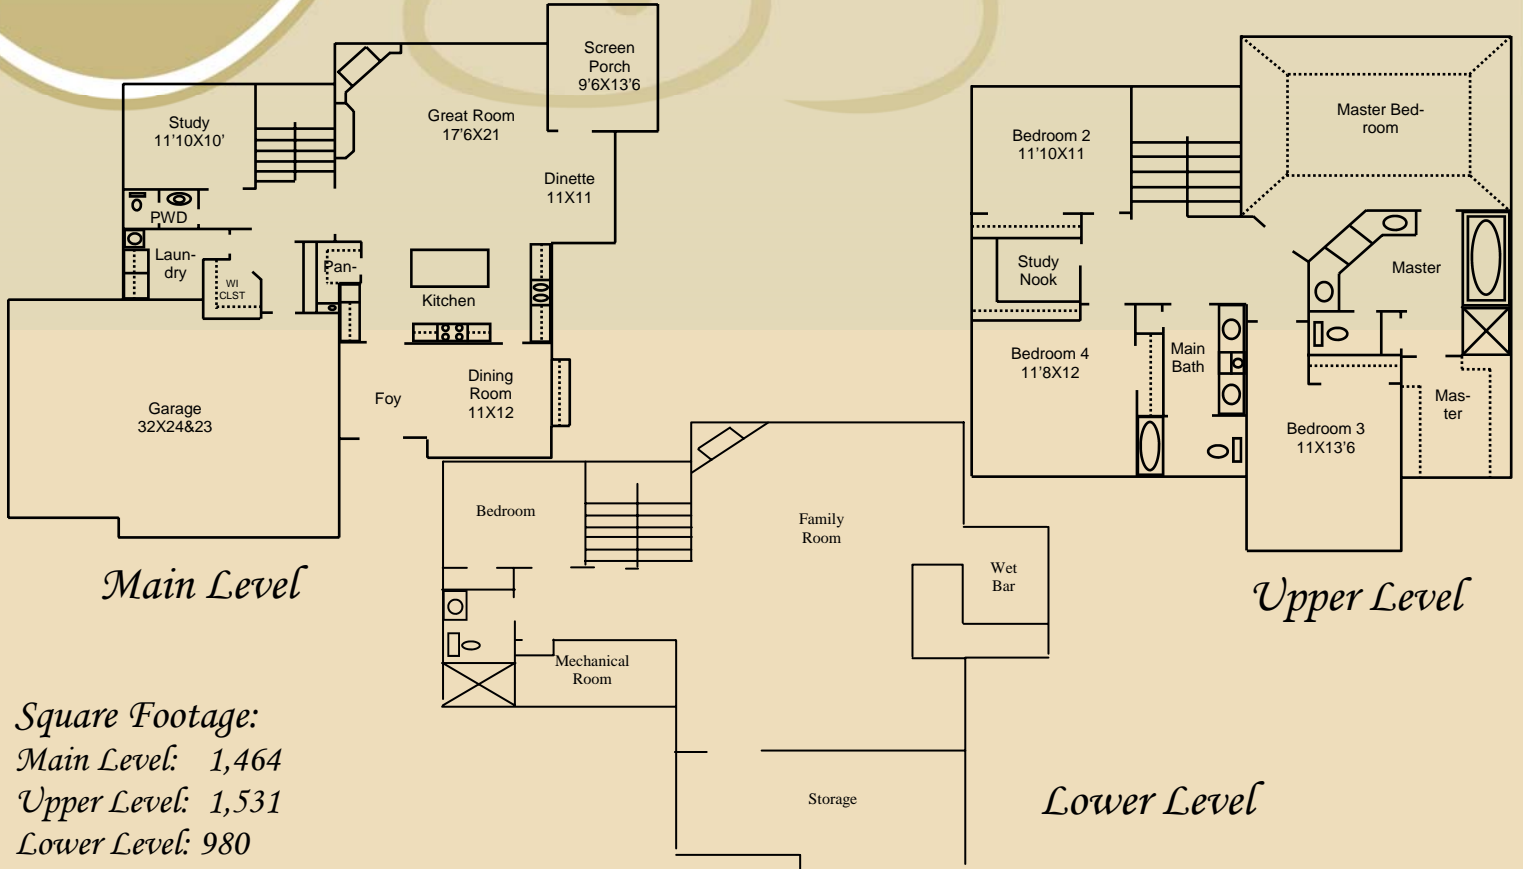 Screen
Porch
9'6X13'6
Great Room
17'6X21
Study
11'10X10'
Dinette
11X11
PWD
Laun-
dry
WI
CLST
Pan-
Kitchen
Garage
32X24&23
Foy
Dining
Room
11X12
Main Level
Master Bed-
room
Bedroom 2
11'10X11
Study
Nook
Master
Bedroom 4
11'8X12
Main
Bath
Mas-
ter
Bedroom 3
11X13'6
Upper Level
Bedroom
Family
Room
Wet
Bar
Mechanical
Room
Storage
Lower Level
Square Footage:
Main Level: 1,464
Upper Level: 1,531
Lower Level: 980